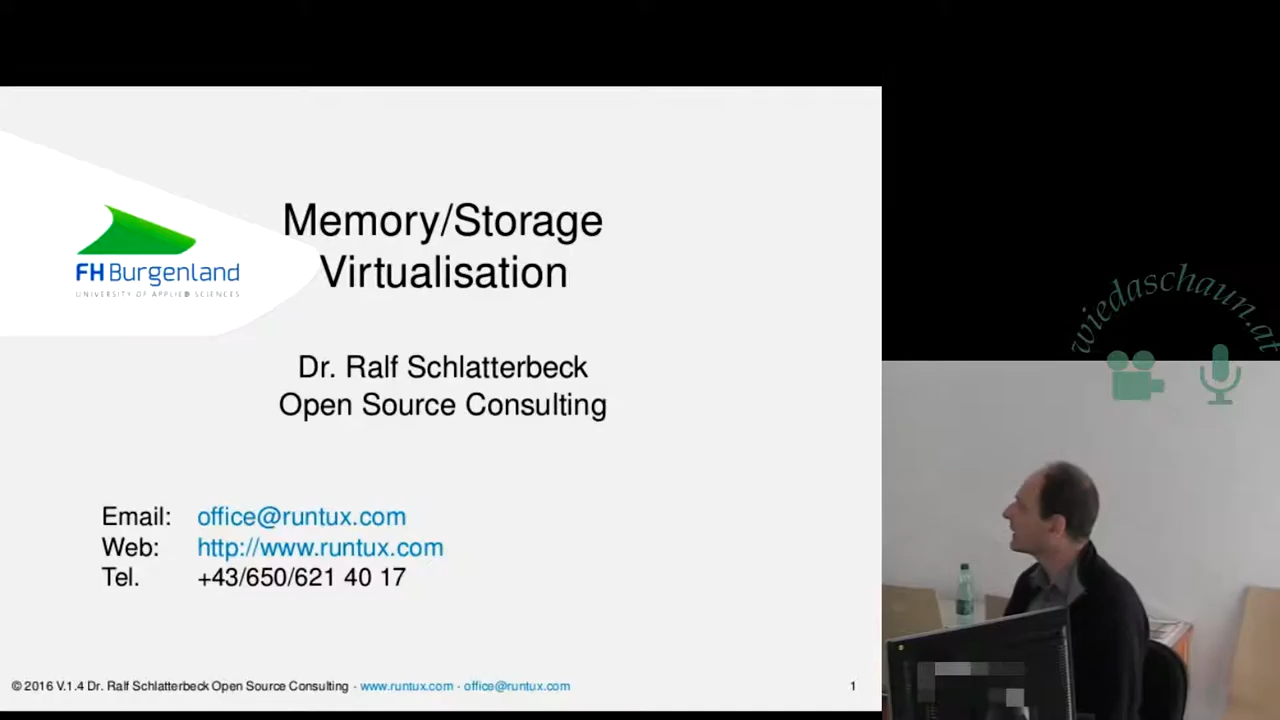 Memory/Storage
Virtualisation
FH Burgenland
UNIVERSITY OF APPLIED SCIENCES
Dr. Ralf Schlatterbeck
Open Source Consulting
Email: office@runtux.com
Web: http://www.runtux.com
Tel. +43/650/621 40 17
© 2016 V.1.4 Dr. Ralf Schlatterbeck Open Source Consulting - www.runtux.com - office@runtux.com 1
wiedaschaun.at